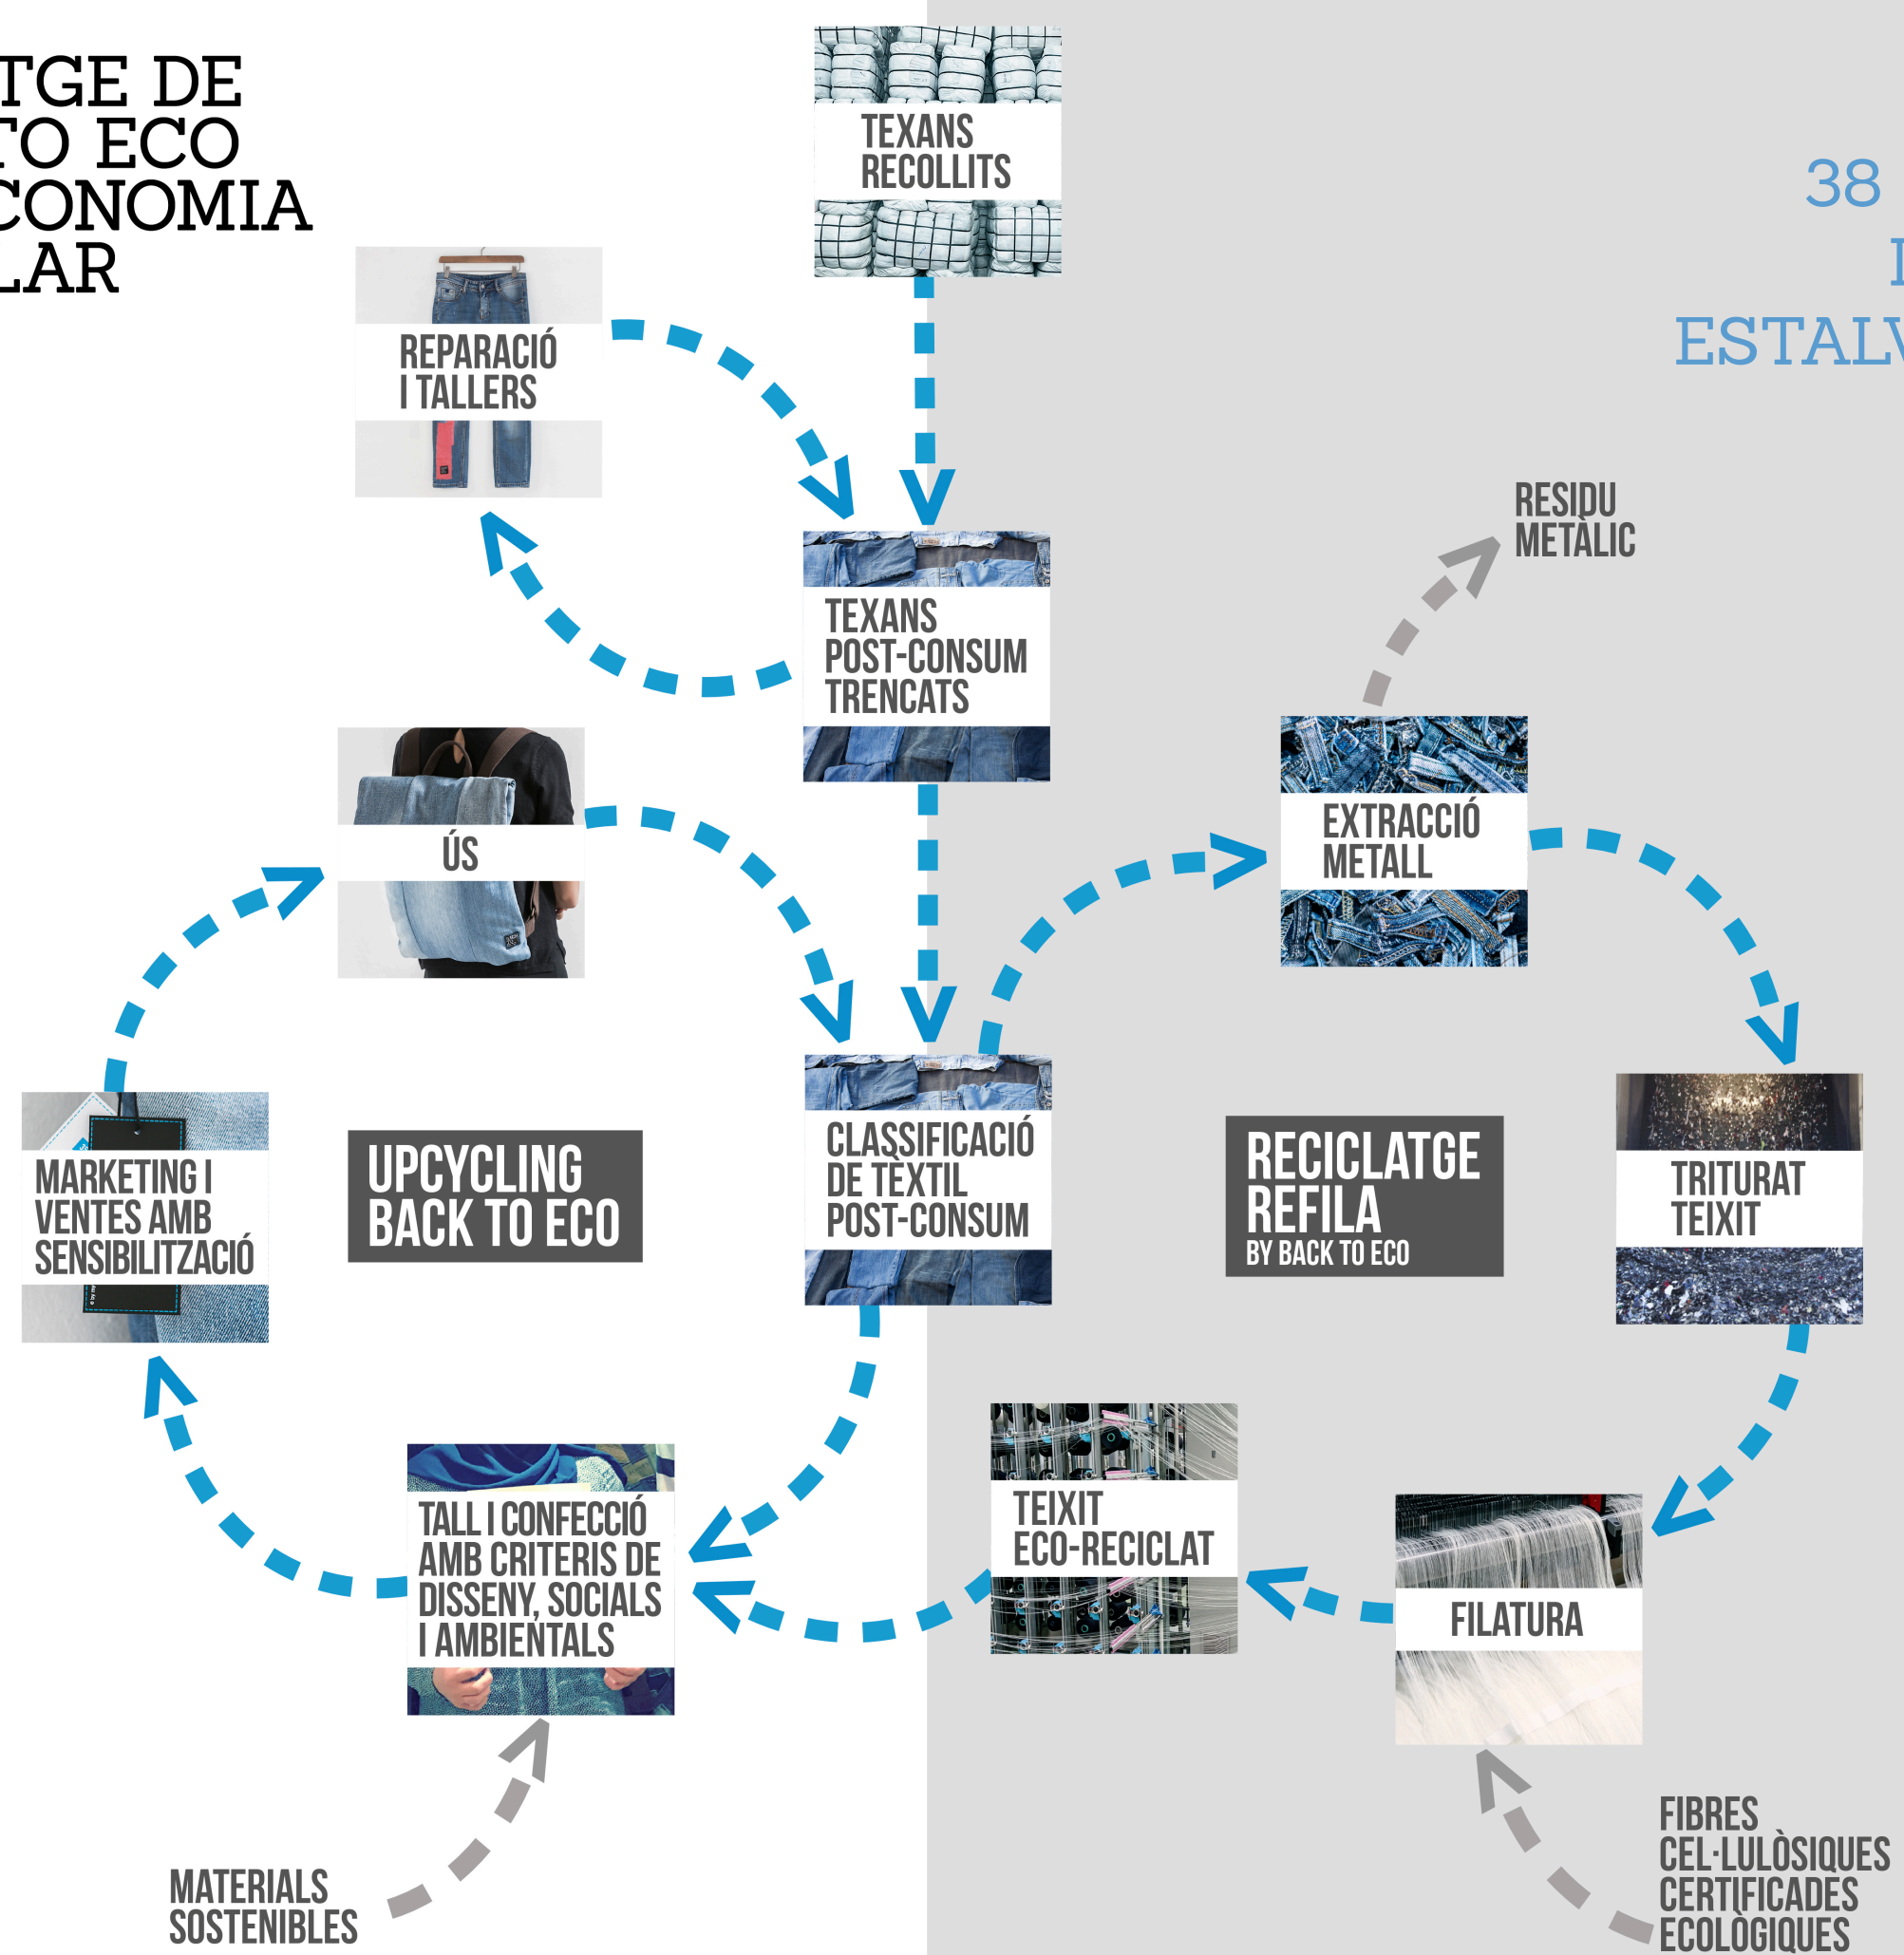 TGE DE
TO ECO
CONOMIA
LAR
TEXANS
RECOLLITS
38
ESTALV
REPARACIÓ
I TALLERS
RESIDU
METÀLIC
TEXANS
POST-CONSUM
TRENCATS
ÚS
EXTRACCIÓ
METALL
MARKETING I
VENTES AMB
SENSIBILITZACIÓ
UPCYCLING
BACK TO ECO
CLASSIFICACIÓ
DE TÈXTIL
POST-CONSUM
RECICLATGE
REFILA
BY BACK TO ECO
TRITURAT
TEIXIT
TALL I CONFECCIÓ
AMB CRITERIS DE
DISSENY, SOCIALS
I AMBIENTALS
TEIXIT
ECO-RECICLAT
FILATURA
MATERIALS
SOSTENIBLES
FIBRES
CEL·LULÒSIQUES
CERTIFICADES
ECOLÒGIQUES